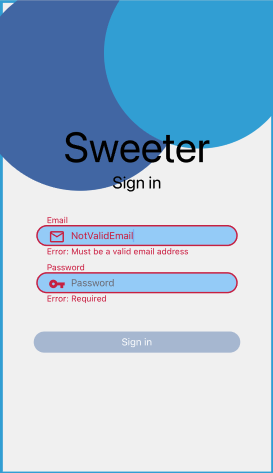 Sweeter
Sign in
Email
NotValidEmail
Error: Must be a valid email address
Password
Password
Error: Required
Sign in